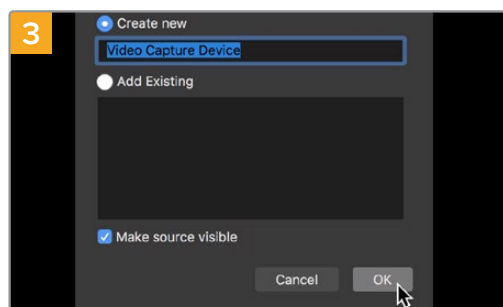 3
Create new
Video Capture Device
Add Existing
Make source visible
Cancel OK